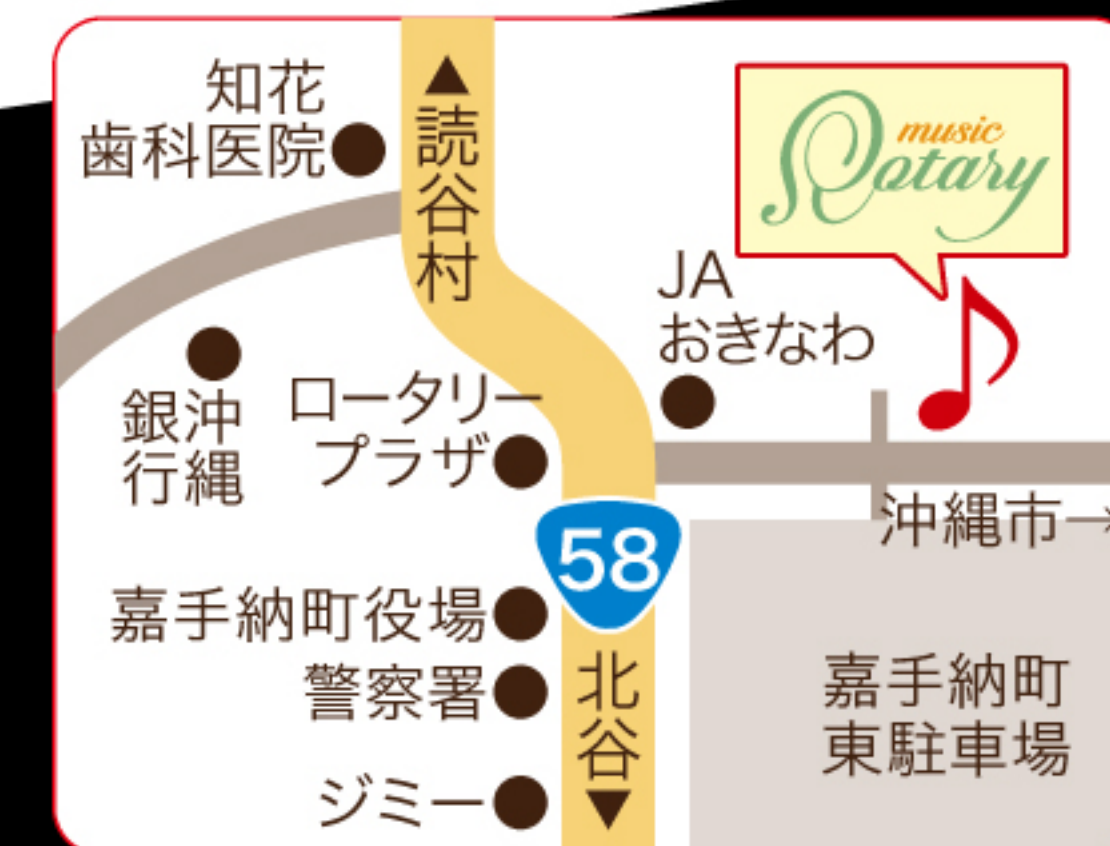 知花
歯科医院
▲読谷村
music
Rotary
JA
おきなわ
沖縄
銀行
ロータリー
プラザ
58
沖縄市→
嘉手納町役場
警察署
北谷▼
嘉手納町
東駐車場
ジミー